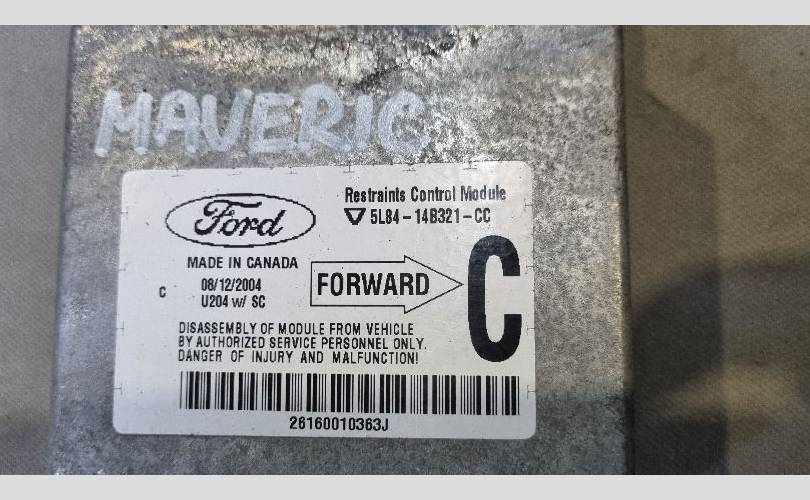 MAVERIC
Ford
Restraints Control Module
5L84-14B321-CC
MADE IN CANADA
C
08/12/2004
U204 w/ SC
FORWARD
C
DISASSEMBLY OF MODULE FROM VEHICLE
BY AUTHORIZED SERVICE PERSONNEL ONLY.
DANGER OF INJURY AND MALFUNCTION!
26160010363J